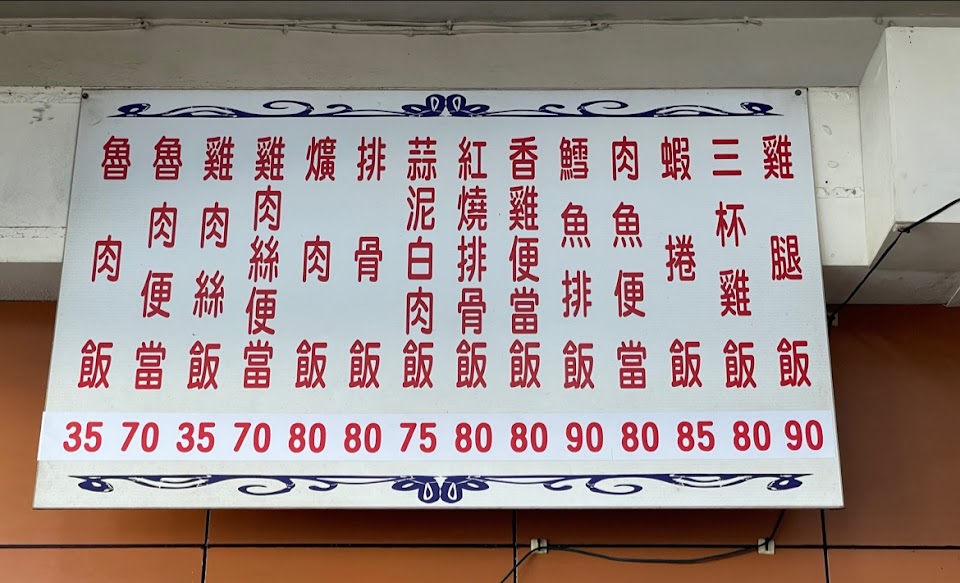 雞腿飯
三杯雞飯
蝦捲飯
肉魚便當
鱈魚排飯
香雞便當飯
紅燒排骨飯
蒜泥白肉飯
排骨飯
爌肉飯
雞肉絲便當
雞肉絲飯
魯肉便當
魯肉飯
35 70 35 70 80 80 75 80 80 90 80 85 80 90